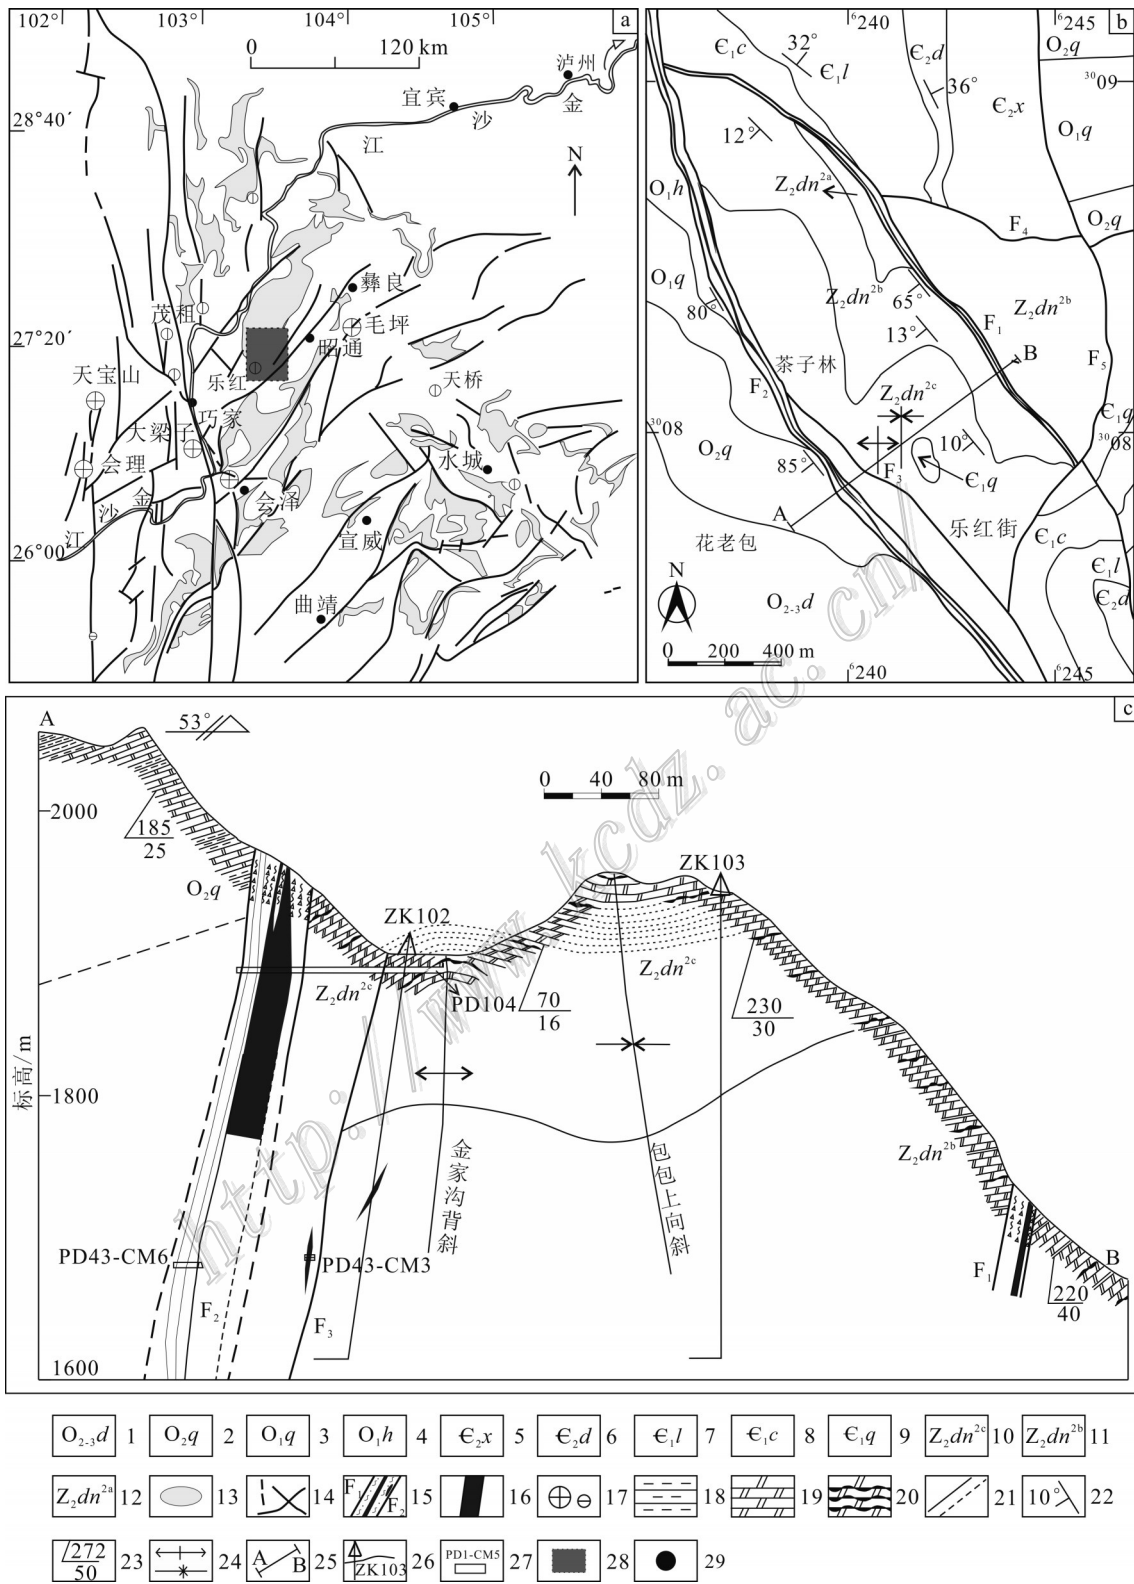 102° 103° 104° 105° a
0 120 km
泸州
宜宾
沙 金
江
28°40′
N
彝良
茂租
毛坪
27°20′
昭通
天宝山
乐红
天桥
巧家
大梁子
会理
水城
金
会泽
沙
宣威
江
26°00′
曲靖
6240 6245 b
Є1c 32° Є1l Є2d O2q
36° 3009
Є2x
12° O1q
Z2dn2a
O1h
F4 O2q
O1q
Z2dn2b 65° Z2dn2b
80° 13° F1
B
茶子林 F5
F2
Z2dn2c
Є1q
3008 3008
O2q 10°
85° F3 Є1q
A
花老包 乐红街
Є1c
N Є1l
O2-3d Є2d
0 200 400 m
6240 6245
A c
53°
0 40 80 m
2000
185
25
ZK103
O2q
ZK102
Z2dn2c
Z2dn2c PD104
70
16
230
30
标高/m
1800
金家沟背斜
包包上向斜
Z2dn2b
PD43-CM6 PD43-CM3
F1 B
F2
F3
220
40
1600
O2-3d 1 O2q 2 O1q 3 O1h 4 Є2x 5 Є2d 6 Є1l 7 Є1c 8 Є1q 9 Z2dn2c 10 Z2dn2b 11
Z2dn2a 12 13 14 F1 F2 15 16 17 18 19 20 21 10° 22
272 50 23 24 A B 25 ZK103 26 PD1-CM5 27 28 29
http://www.kcdz.ac.cn/